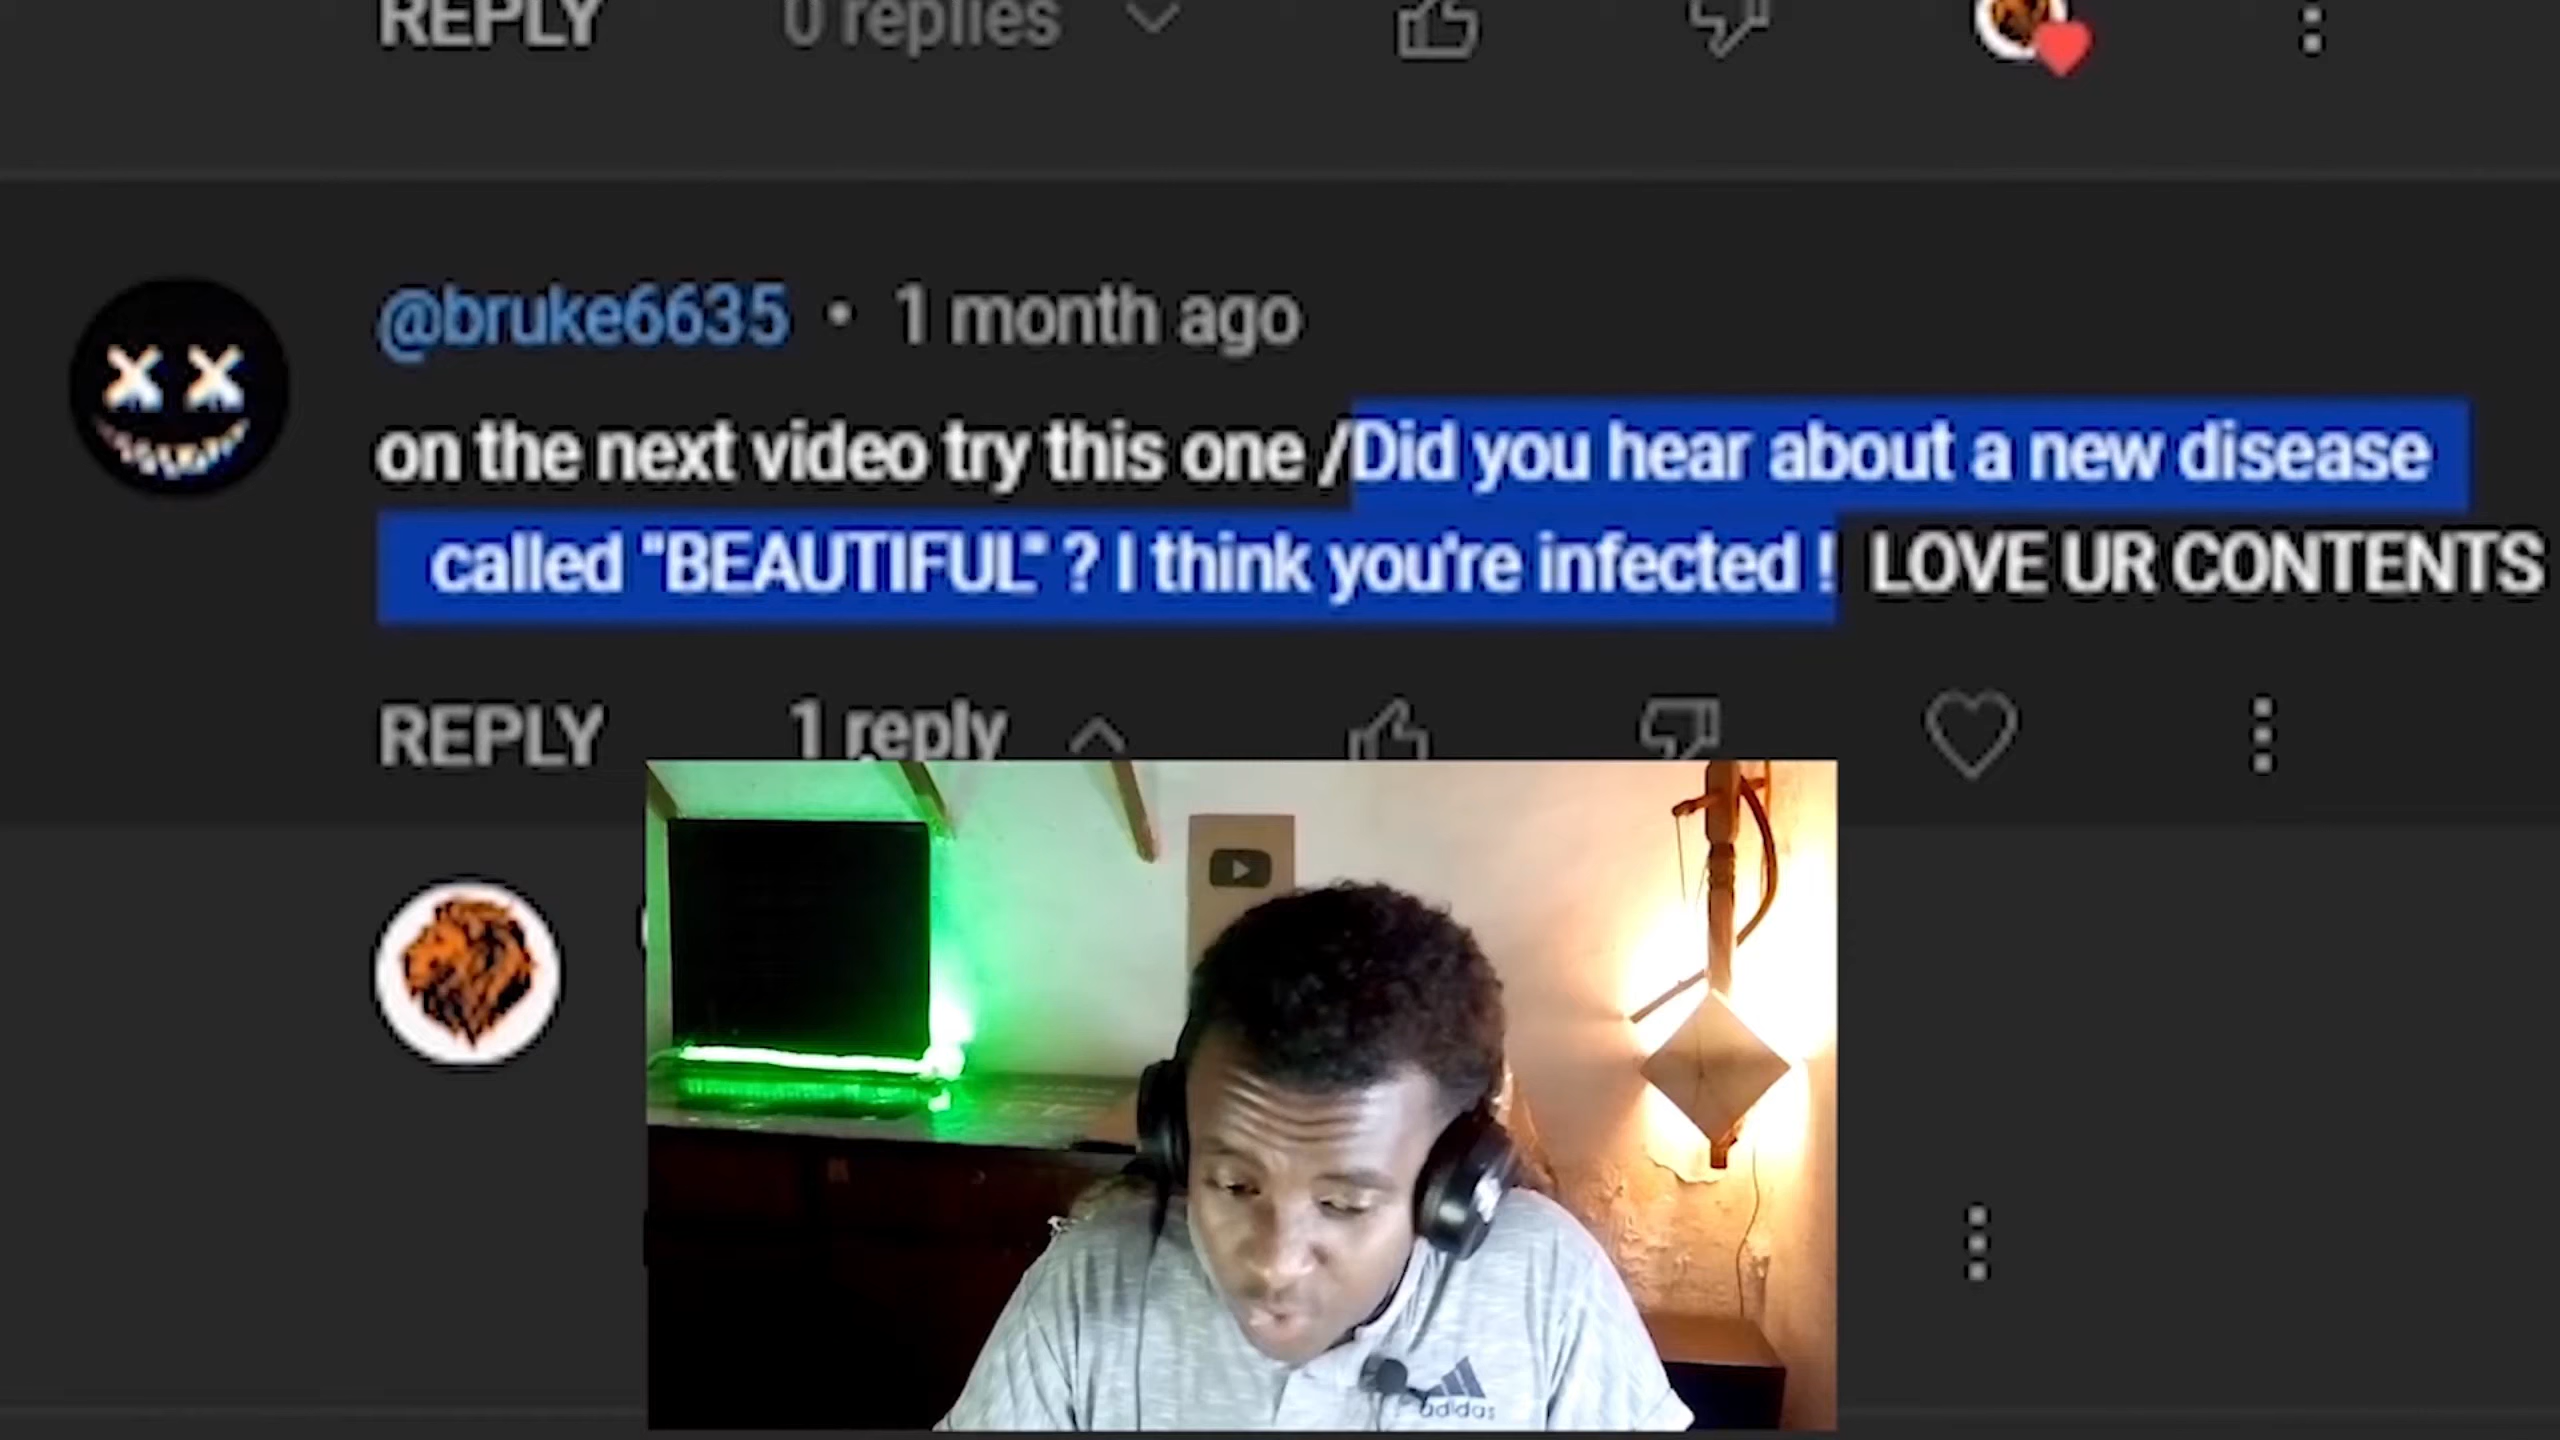 REPLY 0 replies
@bruke6635 • 1 month ago
on the next video try this one /Did you hear about a new disease
called "BEAUTIFUL" ? I think you're infected ! LOVE UR CONTENTS
REPLY 1 reply
adidas